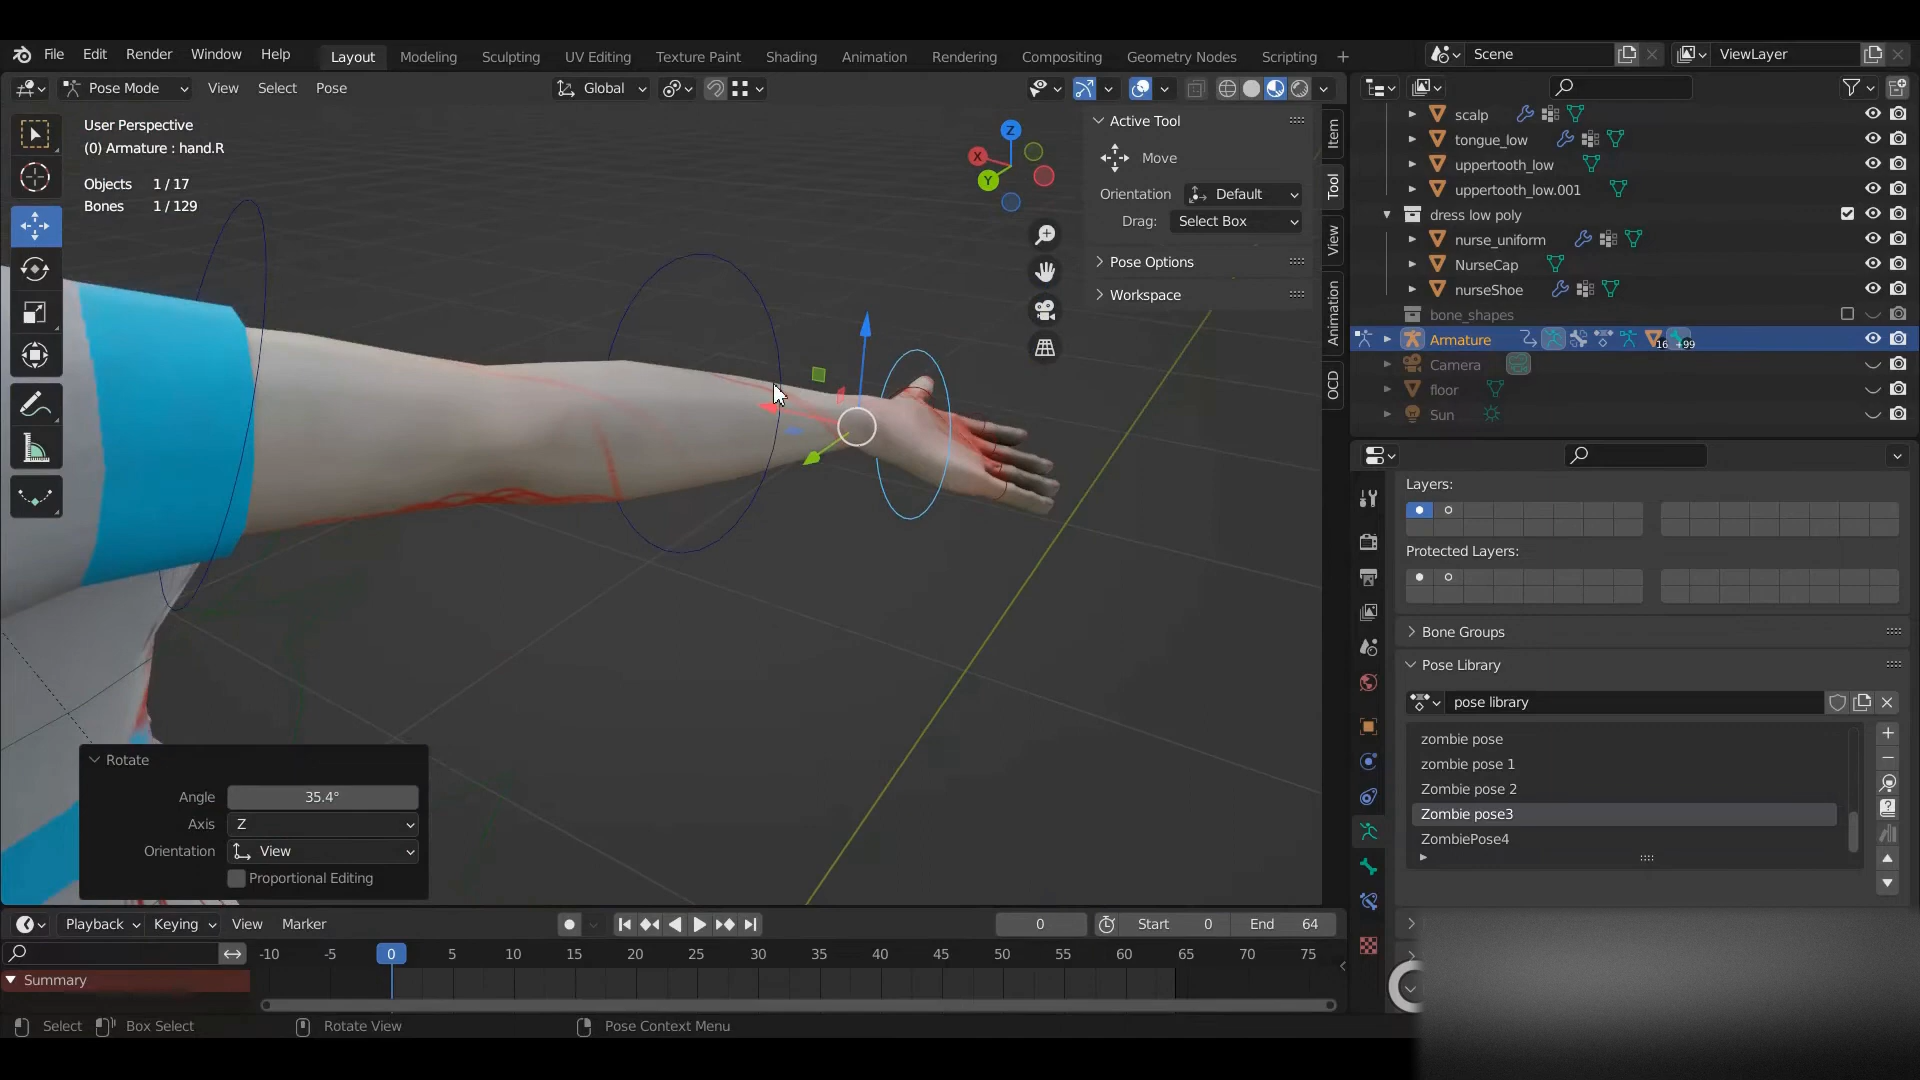 File Edit Render Window Help
Layout Modeling Sculpting UV Editing Texture Paint Shading Animation Rendering Compositing Geometry Nodes Scripting +
Scene
ViewLayer
Pose Mode View Select Pose
Global
User Perspective
(0) Armature : hand.R
Objects 1 / 17
Bones 1 / 129
Z
X
Y
Active Tool
Move
Orientation Default
Drag: Select Box
Pose Options
Workspace
Item
Tool
View
Animation
OCD
scalp
tongue_low
uppertooth_low
uppertooth_low.001
dress low poly
nurse_uniform
NurseCap
nurseShoe
bone_shapes
Armature
16 +99
Camera
floor
Sun
Layers:
Protected Layers:
Bone Groups
Pose Library
pose library
zombie pose
zombie pose 1
Zombie pose 2
Zombie pose3
ZombiePose4
Rotate
Angle 35.4°
Axis Z
Orientation View
Proportional Editing
Playback Keying View Marker
0
Start 0
End 64
-10 -5 0 5 10 15 20 25 30 35 40 45 50 55 60 65 70 75
Summary
Select Box Select Rotate View Pose Context Menu